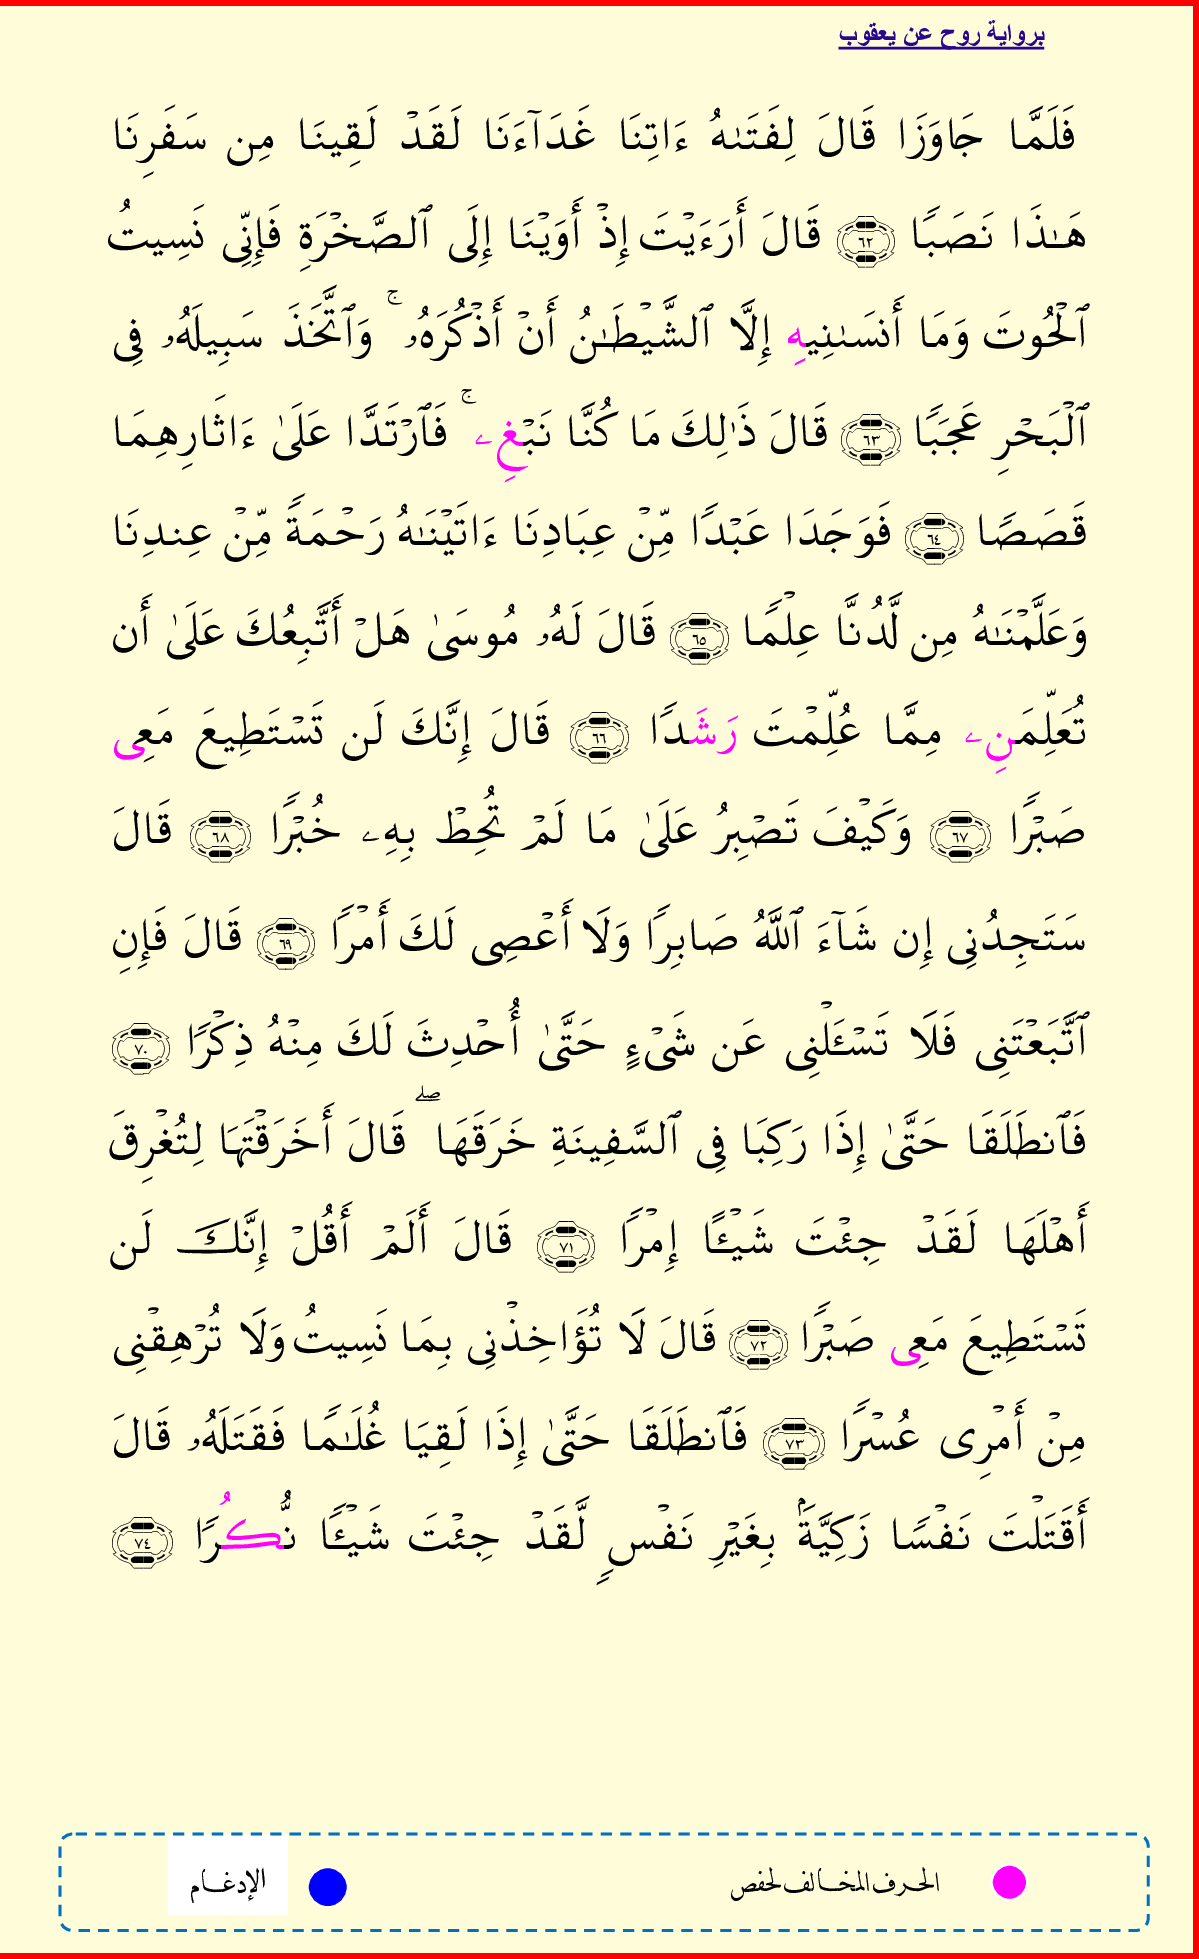 برواية روح عن يعقوب
فَلَمَّا جَاوَزَا قَالَ لِفَتَىٰهُ ءَاتِنَا غَدَآءَنَا لَقَدْ لَقِينَا مِن سَفَرِنَا
هَـٰذَا نَصَبًا ٦٢ قَالَ أَرَءَيْتَ إِذْ أَوَيْنَا إِلَى ٱلصَّخْرَةِ فَإِنِّى نَسِيتُ
ٱلْحُوتَ وَمَا أَنسَىٰنِيهِ إِلَّا ٱلشَّيْطَـٰنُ أَنْ أَذْكُرَهُۥ ۚ وَٱتَّخَذَ سَبِيلَهُۥ فِى
ٱلْبَحْرِ عَجَبًا ٦٣ قَالَ ذَٰلِكَ مَا كُنَّا نَبْغِۦ ۚ فَٱرْتَدَّا عَلَىٰ ءَاثَارِهِمَا
قَصَصًا ٦٤ فَوَجَدَا عَبْدًا مِّنْ عِبَادِنَا ءَاتَيْنَـٰهُ رَحْمَةً مِّنْ عِندِنَا
وَعَلَّمْنَـٰهُ مِن لَّدُنَّا عِلْمًا ٦٥ قَالَ لَهُۥ مُوسَىٰ هَلْ أَتَّبِعُكَ عَلَىٰ أَن
تُعَلِّمَنِۦ مِمَّا عُلِّمْتَ رَشَدًا ٦٦ قَالَ إِنَّكَ لَن تَسْتَطِيعَ مَعِى
صَبْرًا ٦٧ وَكَيْفَ تَصْبِرُ عَلَىٰ مَا لَمْ تُحِطْ بِهِۦ خُبْرًا ٦٨ قَالَ
سَتَجِدُنِى إِن شَآءَ ٱللَّهُ صَابِرًا وَلَا أَعْصِى لَكَ أَمْرًا ٦٩ قَالَ فَإِنِ
ٱتَّبَعْتَنِى فَلَا تَسْـَٔلْنِى عَن شَىْءٍ حَتَّىٰ أُحْدِثَ لَكَ مِنْهُ ذِكْرًا ٧٠
فَٱنطَلَقَا حَتَّىٰ إِذَا رَكِبَا فِى ٱلسَّفِينَةِ خَرَقَهَا ۖ قَالَ أَخَرَقْتَهَا لِتُغْرِقَ
أَهْلَهَا لَقَدْ جِئْتَ شَيْـًٔا إِمْرًا ٧١ قَالَ أَلَمْ أَقُلْ إِنَّكَ لَن
تَسْتَطِيعَ مَعِى صَبْرًا ٧٢ قَالَ لَا تُؤَاخِذْنِى بِمَا نَسِيتُ وَلَا تُرْهِقْنِى
مِنْ أَمْرِى عُسْرًا ٧٣ فَٱنطَلَقَا حَتَّىٰ إِذَا لَقِيَا غُلَـٰمًا فَقَتَلَهُۥ قَالَ
أَقَتَلْتَ نَفْسًا زَكِيَّةًۢ بِغَيْرِ نَفْسٍ لَّقَدْ جِئْتَ شَيْـًٔا نُّكُرًا ٧٤
الحرف المخالف لحفص
الإدغام